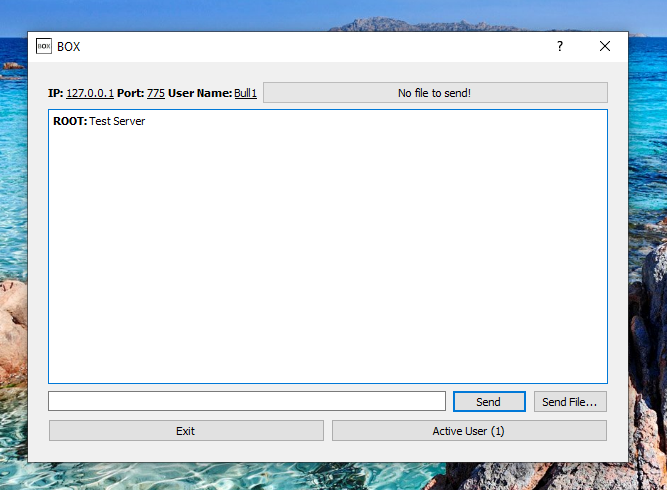 BOX BOX ?
IP: 127.0.0.1 Port: 775 User Name: Bull1 No file to send!
ROOT: Test Server
Send Send File...
Exit Active User (1)